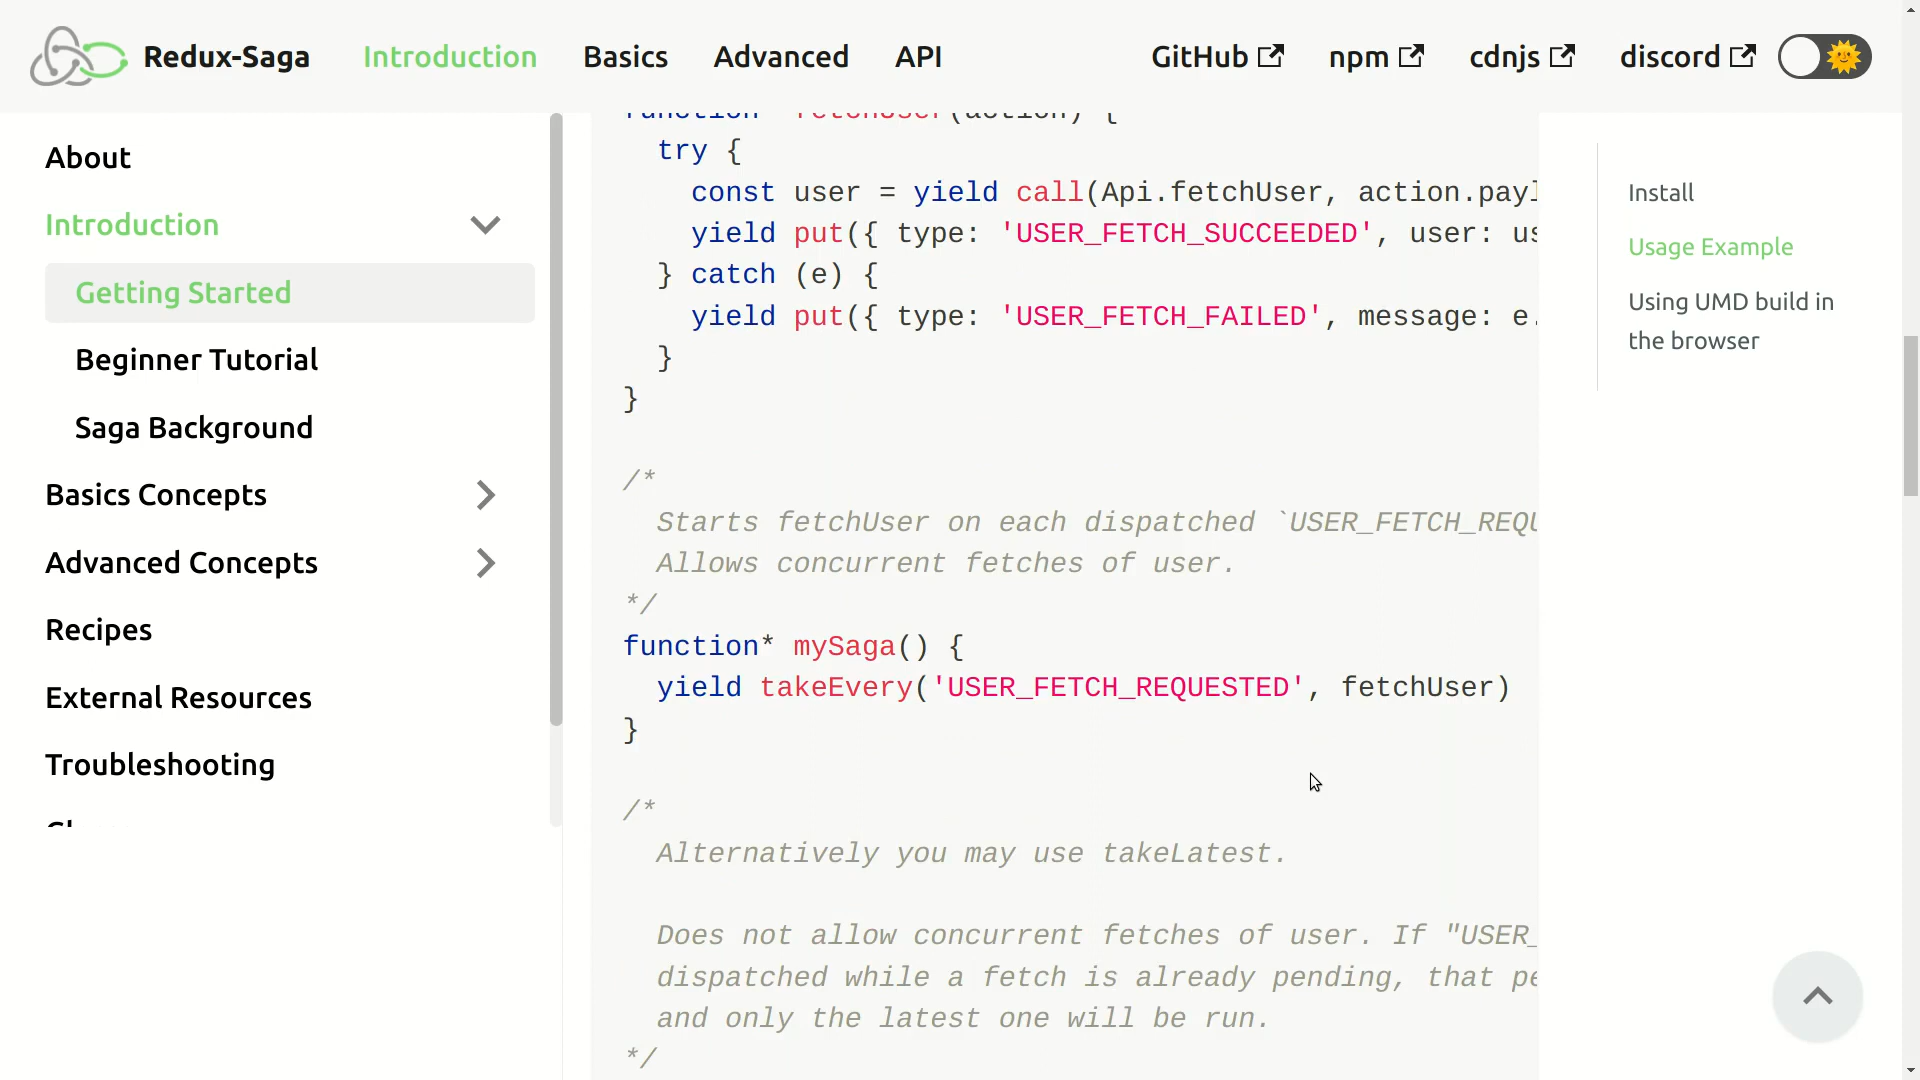 Redux-Saga Introduction Basics Advanced API GitHub npm cdnjs discord
About
Introduction
Getting Started
Beginner Tutorial
Saga Background
Basics Concepts
Advanced Concepts
Recipes
External Resources
Troubleshooting
function* fetchUser(action) {
  try {
    const user = yield call(Api.fetchUser, action.payl
    yield put({ type: 'USER_FETCH_SUCCEEDED', user: us
  } catch (e) {
    yield put({ type: 'USER_FETCH_FAILED', message: e.
  }
}
/*
  Starts fetchUser on each dispatched `USER_FETCH_REQU
  Allows concurrent fetches of user.
*/
function* mySaga() {
  yield takeEvery('USER_FETCH_REQUESTED', fetchUser)
}
/*
  Alternatively you may use takeLatest.
  Does not allow concurrent fetches of user. If "USER_
  dispatched while a fetch is already pending, that pe
  and only the latest one will be run.
*/
Install
Usage Example
Using UMD build in
the browser